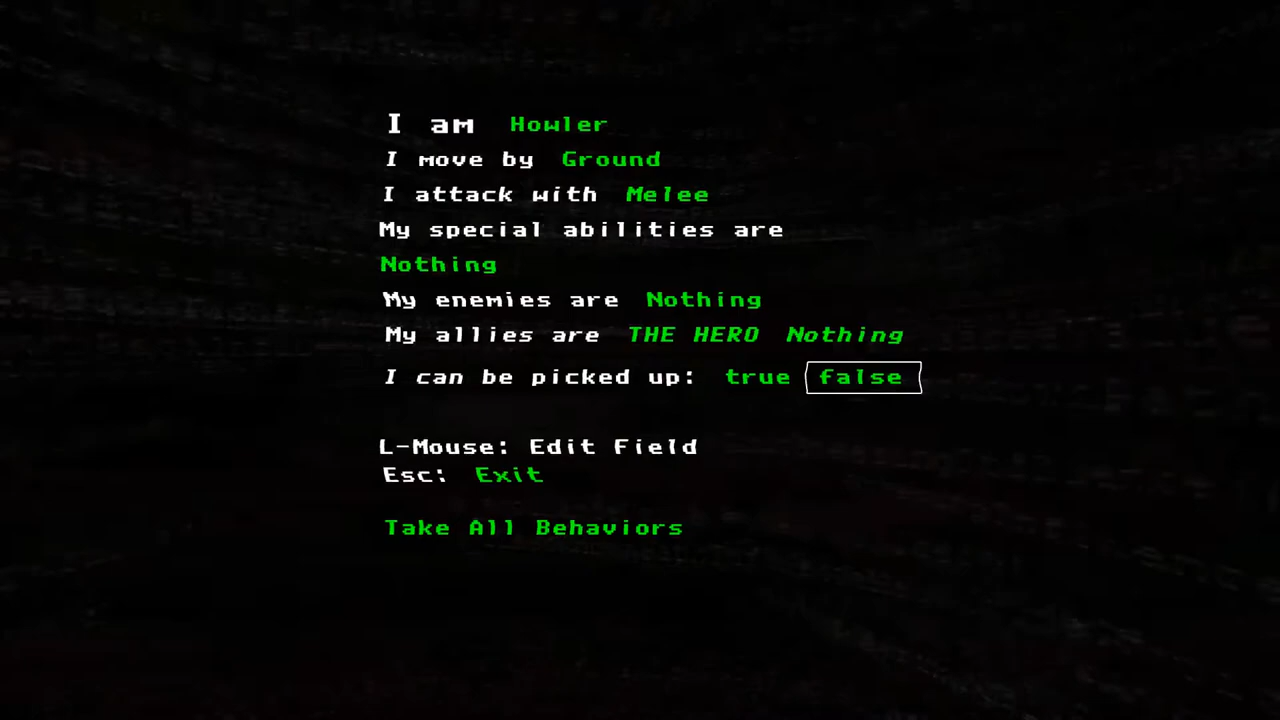 I am Howler
I move by Ground
I attack with Melee
My special abilities are
Nothing
My enemies are Nothing
My allies are THE HERO Nothing
I can be picked up: true false
L-Mouse: Edit Field
Esc: Exit
Take All Behaviors